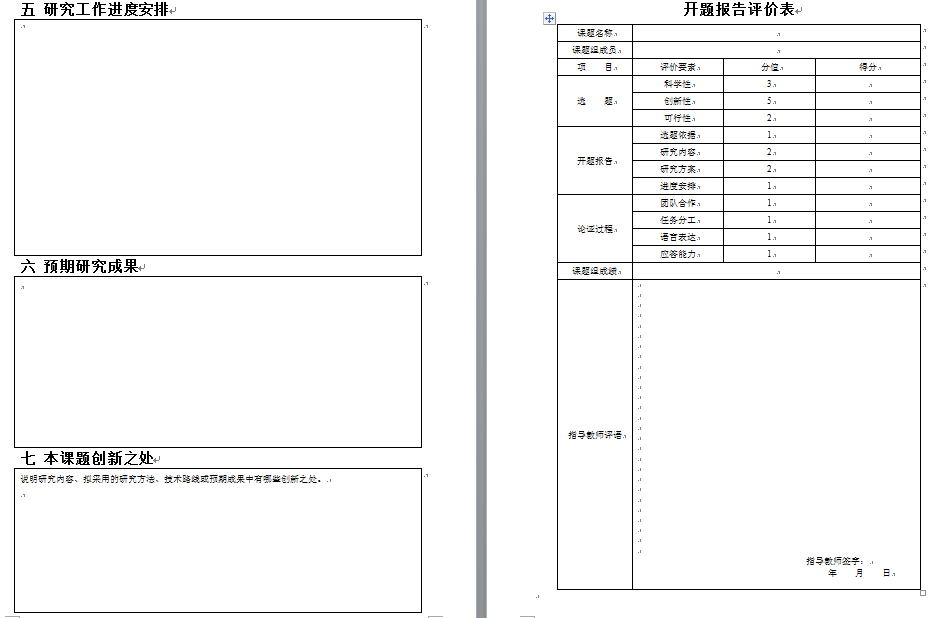 五 研究工作进度安排
六 预期研究成果
七 本课题创新之处
说明研究内容、拟采用的研究方法、技术路线或预期成果中有哪些创新之处。
开题报告评价表
课题名称
课题组成员
项 目 评价要素 分值 得分
选 题 科学性 3
创新性 5
可行性 2
开题报告 选题依据 1
研究内容 2
研究方案 2
进度安排 1
论证过程 团队合作 1
任务分工 1
语言表达 1
应答能力 1
课题组成绩
指导教师评语
指导教师签字：
年 月 日